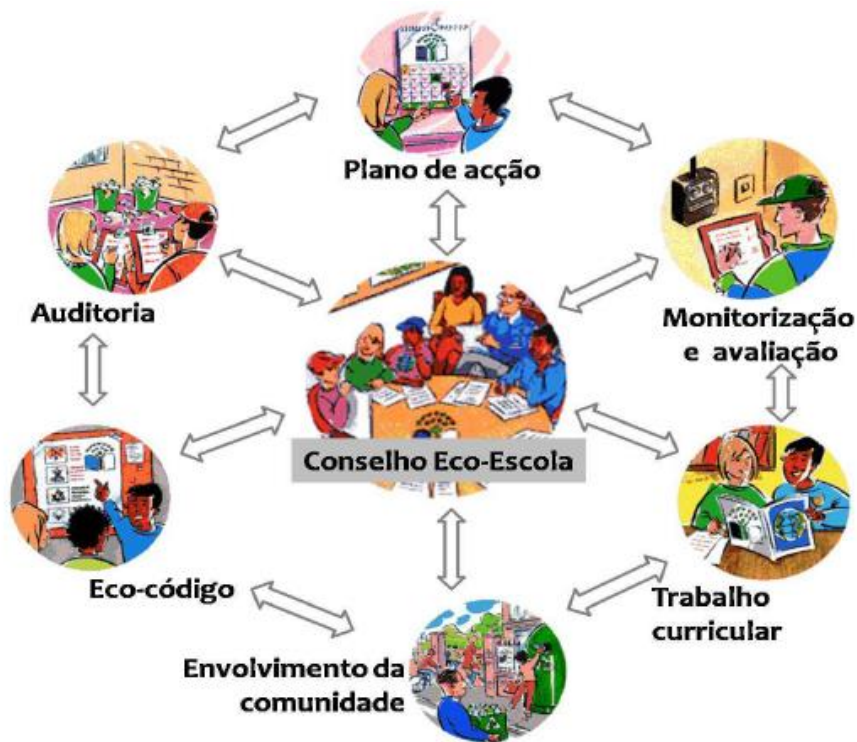 Plano de acção
Auditoria
Monitorização
e avaliação
Conselho Eco-Escola
Eco-código
Trabalho
curricular
Envolvimento da
comunidade